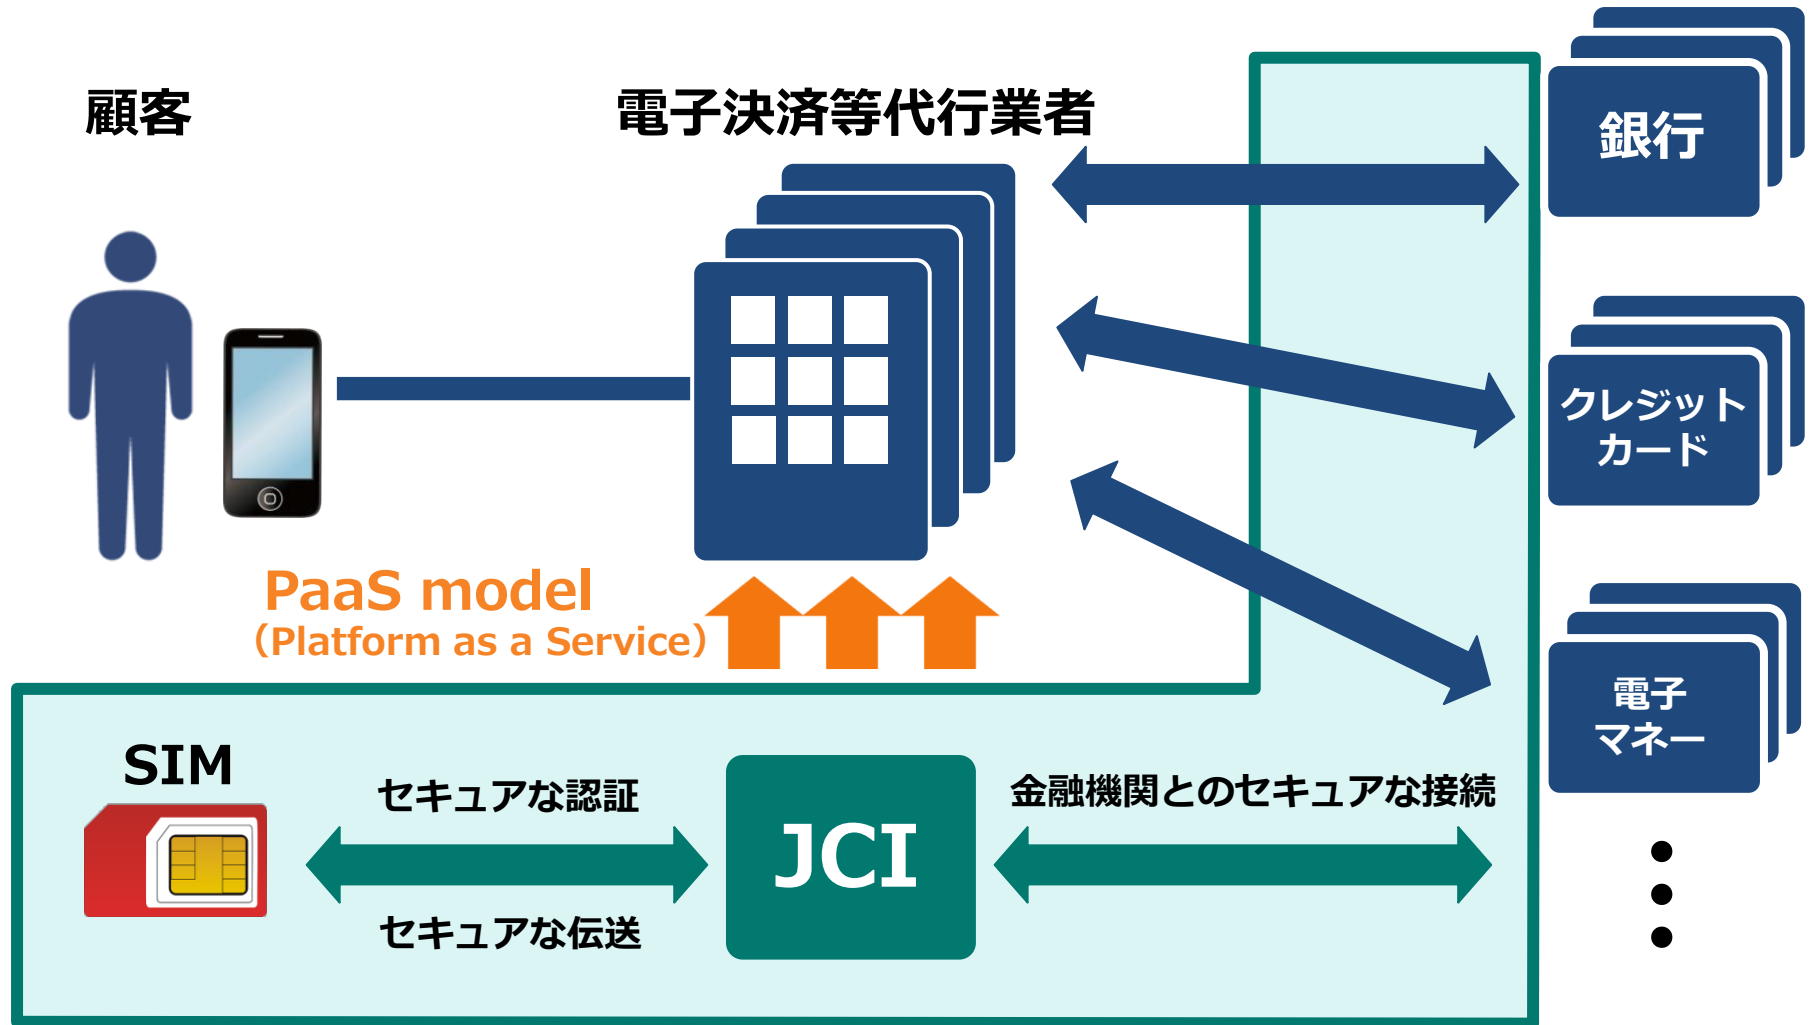 顧客
電子決済等代行業者
銀行
クレジット
カード
電子
マネー
PaaS model
（Platform as a Service）
SIM
セキュアな認証
セキュアな伝送
JCI
金融機関とのセキュアな接続